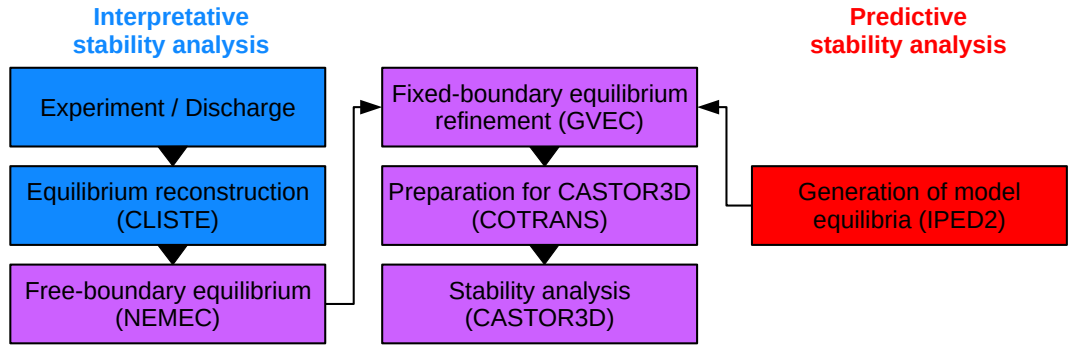 Interpretative
stability analysis
Experiment / Discharge
Equilibrium reconstruction
(CLISTE)
Free-boundary equilibrium
(NEMEC)
Fixed-boundary equilibrium
refinement (GVEC)
Preparation for CASTOR3D
(COTRANS)
Stability analysis
(CASTOR3D)
Predictive
stability analysis
Generation of model
equilibria (IPED2)